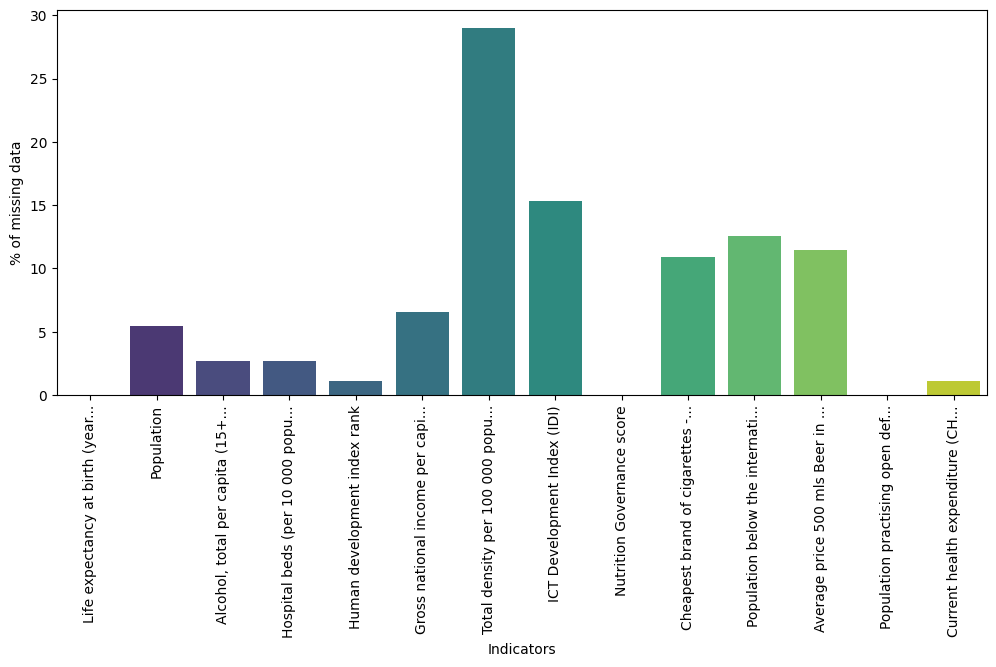 30
25
20
15
10
5
0
% of missing data
Life expectancy at birth (year...
Population
Alcohol, total per capita (15+...
Hospital beds (per 10 000 popu...
Human development index rank
Gross national income per capi...
Total density per 100 000 popu...
ICT Development Index (IDI)
Nutrition Governance score
Cheapest brand of cigarettes -...
Population below the internati...
Average price 500 mls Beer in ...
Population practising open def...
Current health expenditure (CH...
Indicators